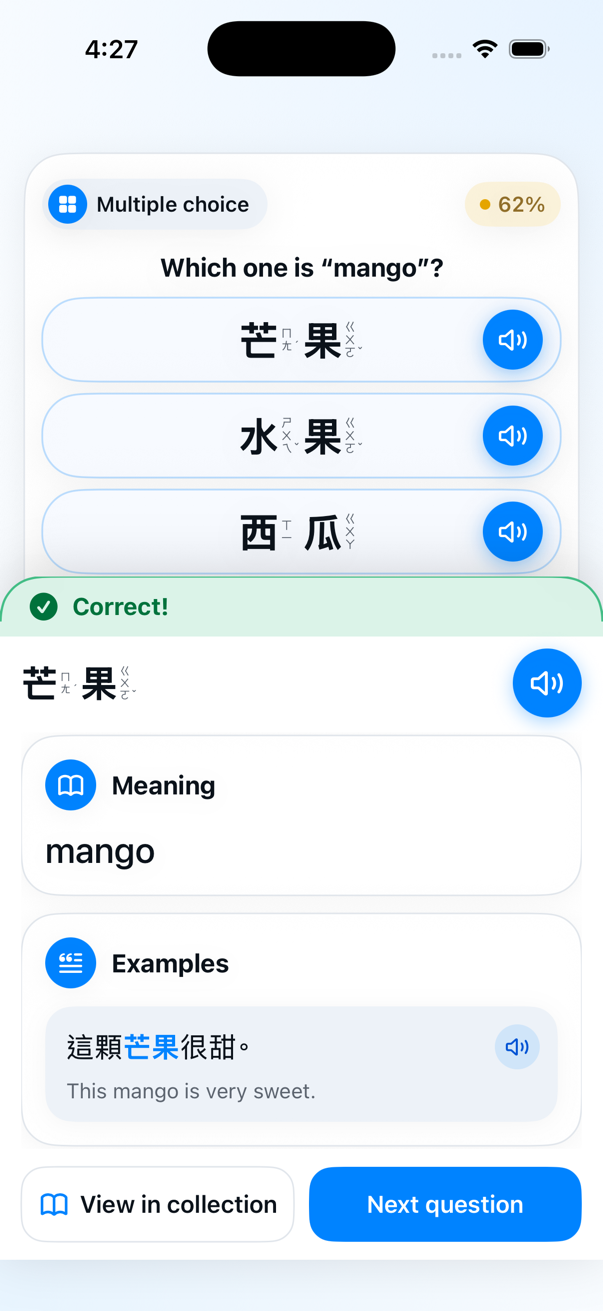 4:27
Multiple choice
62%
Which one is “mango”?
芒ㄇㄤˊ果ㄍㄨㄛˇ
水ㄕㄨㄟˇ果ㄍㄨㄛˇ
西ㄒㄧ瓜ㄍㄨㄚ
Correct!
芒ㄇㄤˊ果ㄍㄨㄛˇ
Meaning
mango
Examples
這顆芒果很甜。
This mango is very sweet.
View in collection
Next question